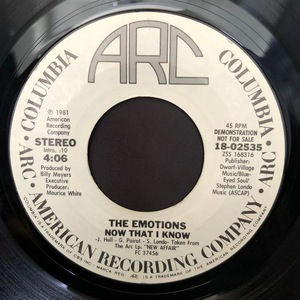 ARC
COLUMBIA
ARC
AMERICAN RECORDING COMPANY
ARC
COLUMBIA
℗ 1981
American
Recording
Company
STEREO
Intro. :10
4:06
Produced by
Billy Meyers
Executive
Producer:
Maurice White
45 RPM
DEMONSTRATION
NOT FOR SALE
18-02535
ZSS 168316
Publisher:
Dwarf-Village
Music/Blue-
Eyed Soul/
Stephen Londo
Music (ASCAP)
THE EMOTIONS
NOW THAT I KNOW
-J. Hull - G. Poirot - S. Londo- Taken From
The Arc Lp: "NEW AFFAIR"
FC 37456